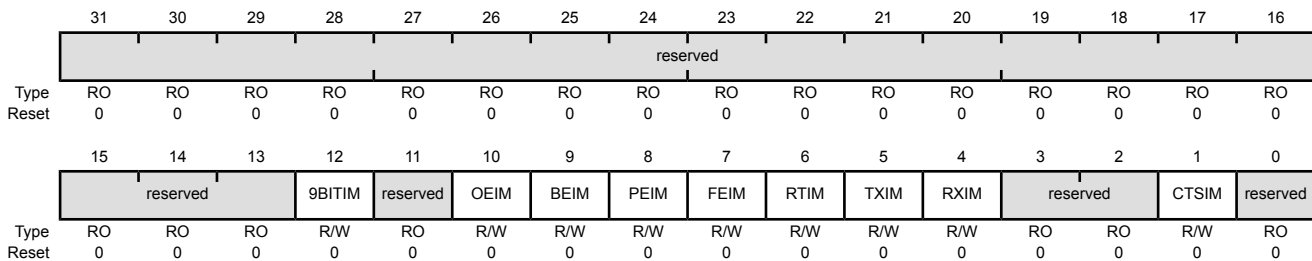 31 30 29 28 27 26 25 24 23 22 21 20 19 18 17 16
reserved
Type RO RO RO RO RO RO RO RO RO RO RO RO RO RO RO RO
Reset 0 0 0 0 0 0 0 0 0 0 0 0 0 0 0 0
15 14 13 12 11 10 9 8 7 6 5 4 3 2 1 0
reserved 9BITIM reserved OEIM BEIM PEIM FEIM RTIM TXIM RXIM reserved CTSIM reserved
Type RO RO RO R/W RO R/W R/W R/W R/W R/W R/W R/W RO RO R/W RO
Reset 0 0 0 0 0 0 0 0 0 0 0 0 0 0 0 0